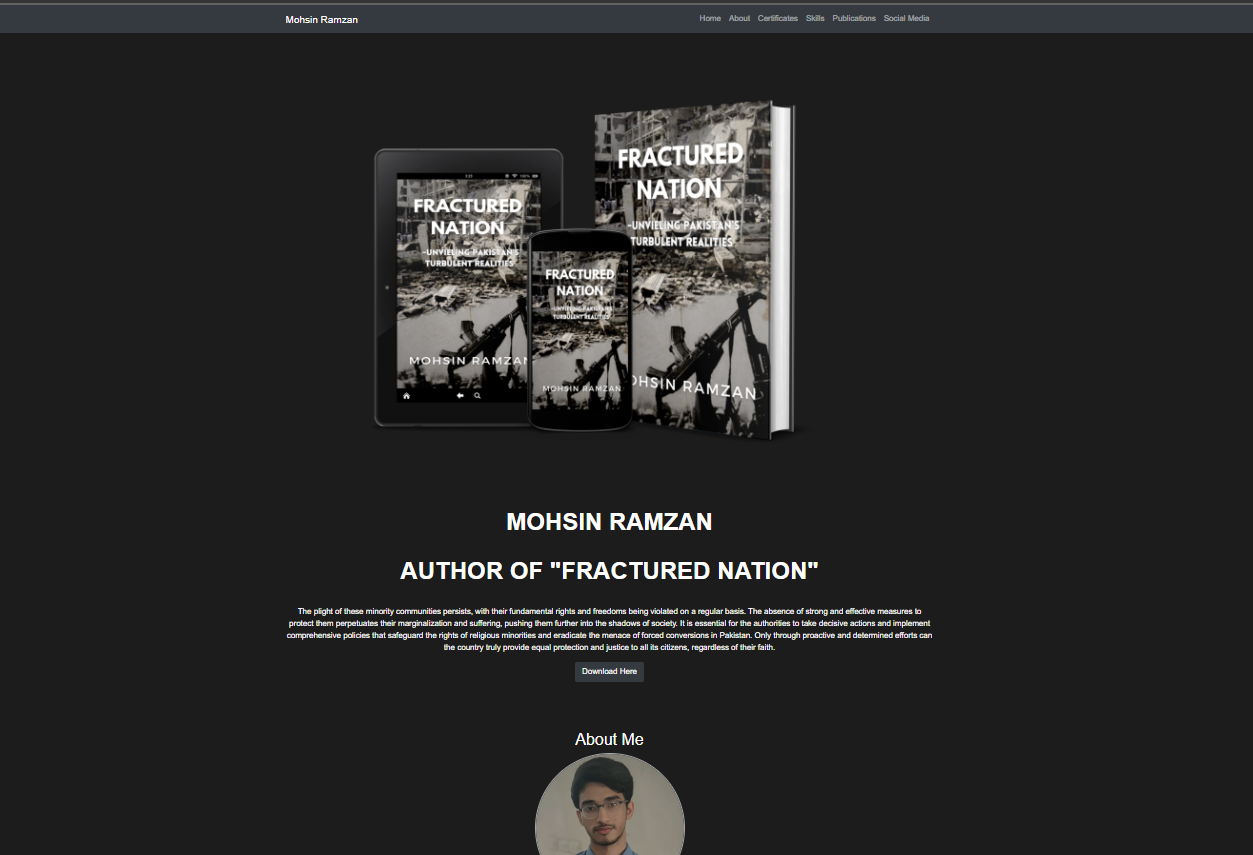 Mohsin Ramzan
Home About Certificates Skills Publications Social Media
FRACTURED
NATION
-UNVIELING PAKISTAN'S
TURBULENT REALITIES
MOHSIN RAMZAN
FRACTURED
NATION
-UNVIELING PAKISTAN'S
TURBULENT REALITIES
MOHSIN RAMZAN
FRACTURED
NATION
-UNVIELING PAKISTAN'S
TURBULENT REALITIES
OHSIN RAMZAN
MOHSIN RAMZAN
AUTHOR OF "FRACTURED NATION"
The plight of these minority communities persists, with their fundamental rights and freedoms being violated on a regular basis. The absence of strong and effective measures to
protect them perpetuates their marginalization and suffering, pushing them further into the shadows of society. It is essential for the authorities to take decisive actions and implement
comprehensive policies that safeguard the rights of religious minorities and eradicate the menace of forced conversions in Pakistan. Only through proactive and determined efforts can
the country truly provide equal protection and justice to all its citizens, regardless of their faith.
Download Here
About Me